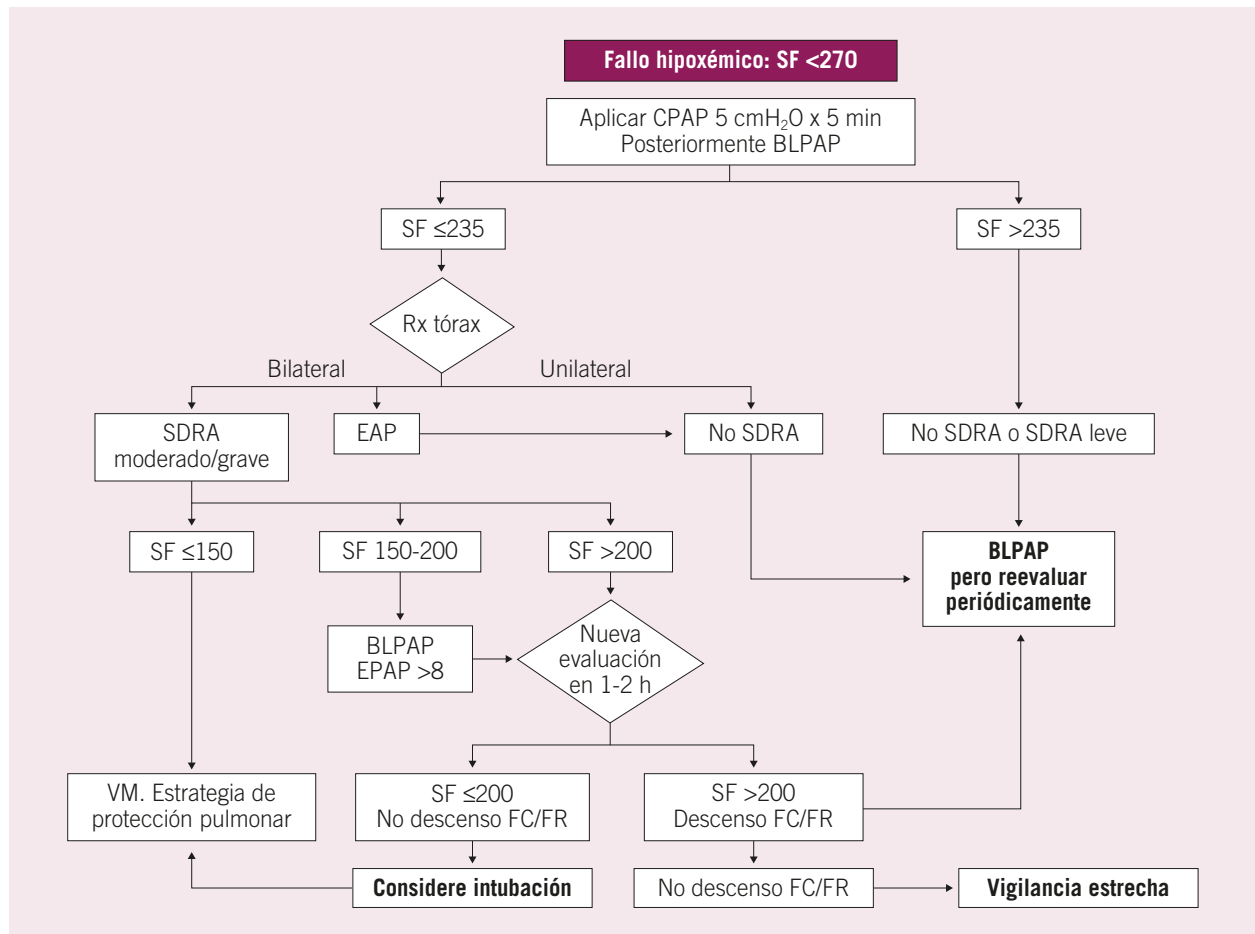 Fallo hipoxémico: SF <270
Aplicar CPAP 5 cmH₂O x 5 min
Posteriormente BLPAP
SF ≤235
SF >235
Rx tórax
Bilateral
Unilateral
SDRA
moderado/grave
EAP
No SDRA
No SDRA o SDRA leve
SF ≤150
SF 150-200
SF >200
BLPAP
pero reevaluar
periódicamente
BLPAP
EPAP >8
Nueva
evaluación
en 1-2 h
VM. Estrategia de
protección pulmonar
SF ≤200
No descenso FC/FR
SF >200
Descenso FC/FR
Considere intubación
No descenso FC/FR
Vigilancia estrecha